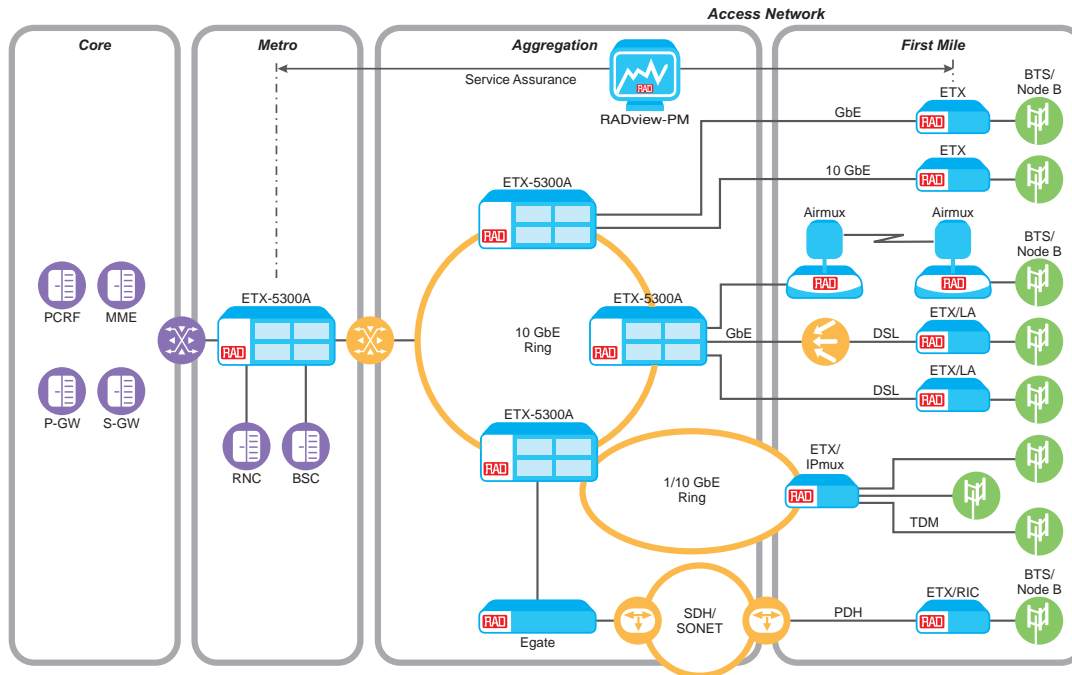 Access Network
Core
Metro
Aggregation
First Mile
Service Assurance
RAD
RADview-PM
BTS/
Node B
ETX
GbE
RAD
ETX
10 GbE
RAD
ETX-5300A
RAD
Airmux
Airmux
BTS/
Node B
RAD
RAD
PCRF
MME
ETX-5300A
RAD
10 GbE
Ring
ETX-5300A
RAD
GbE
DSL
ETX/LA
RAD
P-GW
S-GW
DSL
ETX/LA
RAD
ETX-5300A
RAD
RNC
BSC
1/10 GbE
Ring
ETX/
IPmux
RAD
TDM
RAD
Egate
SDH/
SONET
PDH
ETX/RIC
RAD
BTS/
Node B